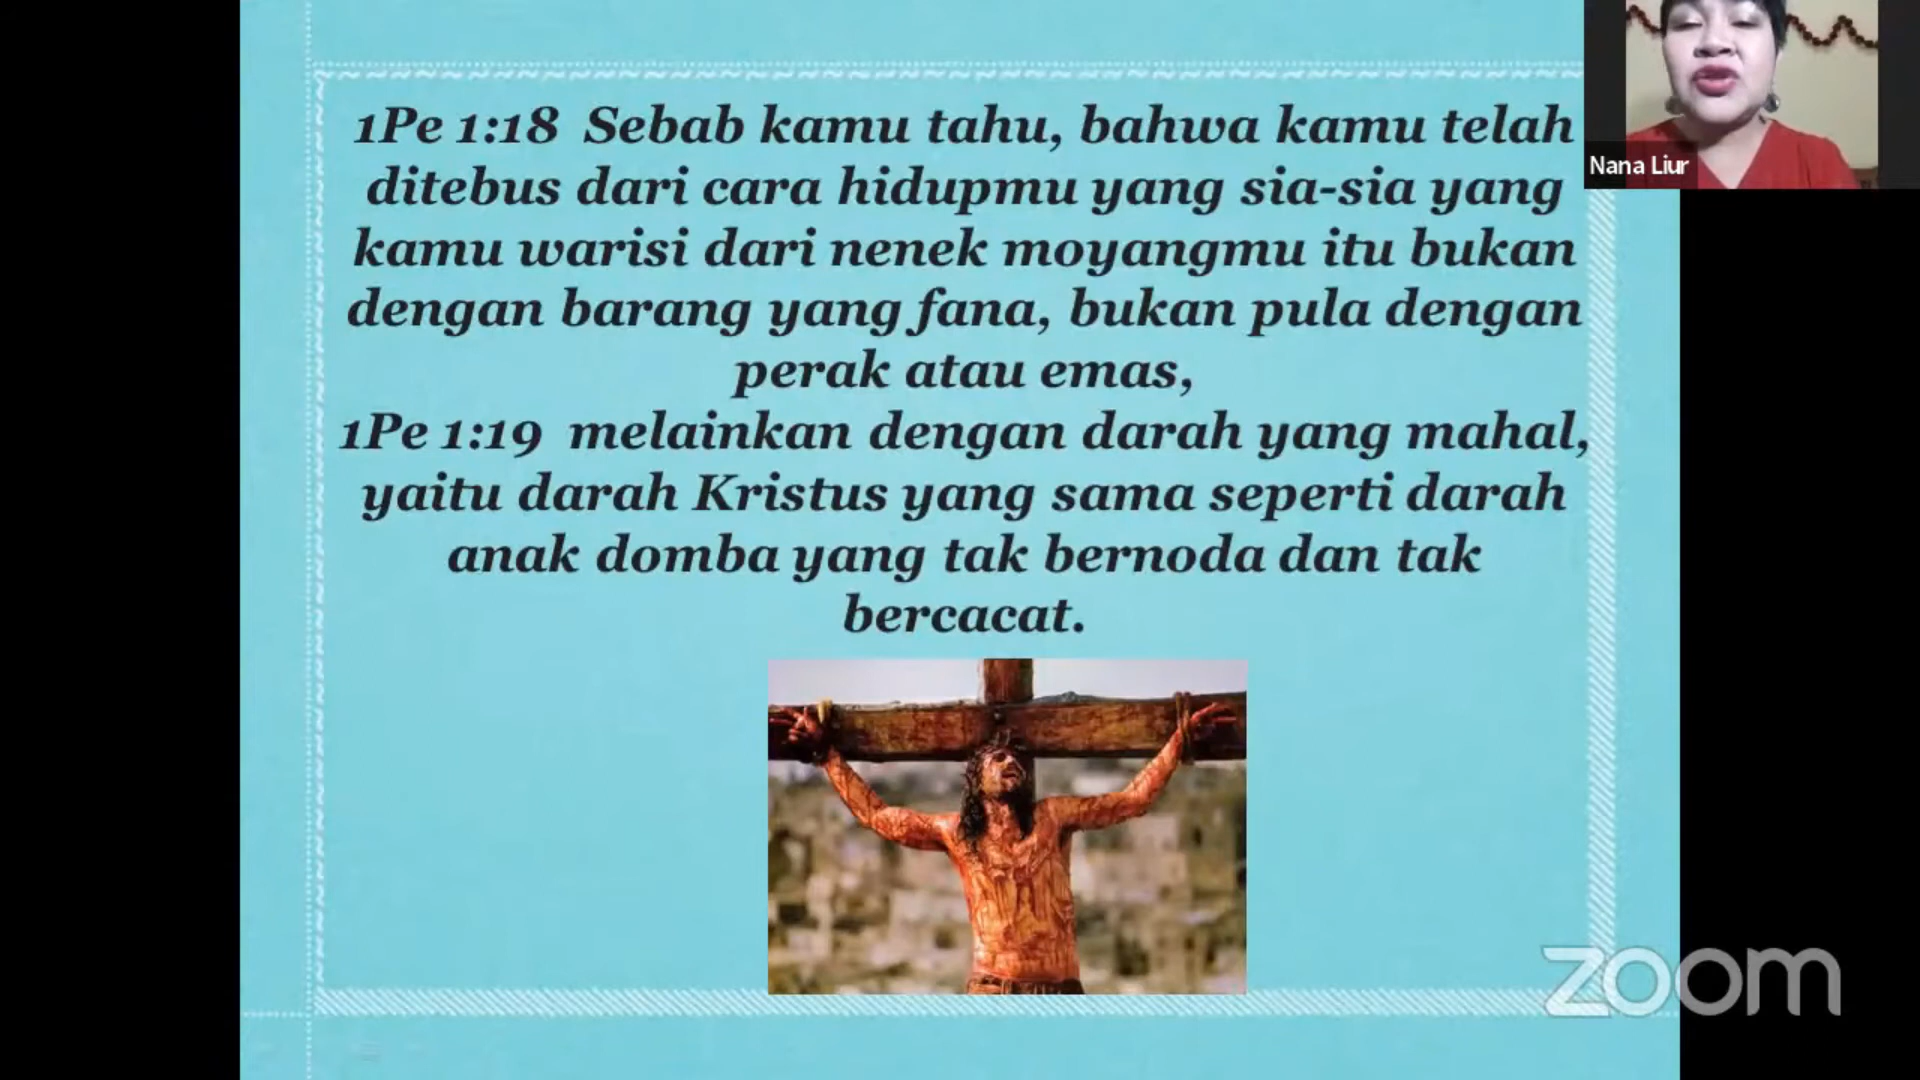 1Pe 1:18 Sebab kamu tahu, bahwa kamu telah
ditebus dari cara hidupmu yang sia-sia yang
kamu warisi dari nenek moyangmu itu bukan
dengan barang yang fana, bukan pula dengan
perak atau emas,
1Pe 1:19 melainkan dengan darah yang mahal,
yaitu darah Kristus yang sama seperti darah
anak domba yang tak bernoda dan tak
bercacat.
Nana Liur
zoom